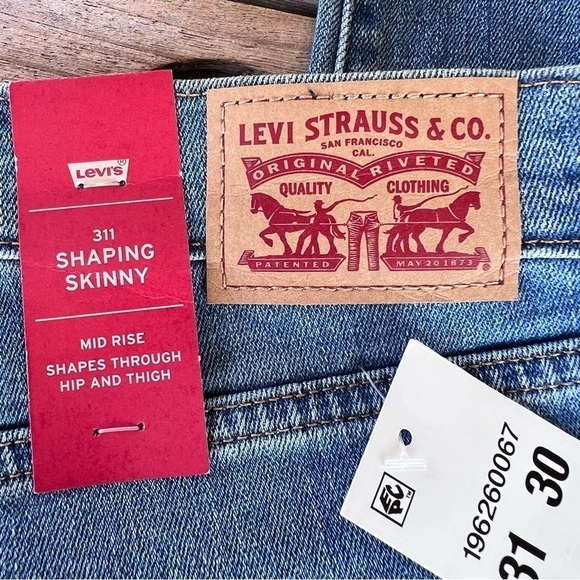 Levi's®
311
SHAPING
SKINNY
MID RISE
SHAPES THROUGH
HIP AND THIGH
LEVI STRAUSS & CO.
SAN FRANCISCO
CAL.
ORIGINAL RIVETED
QUALITY CLOTHING
PATENTED MAY 20 1873 ®
196260067
31 30